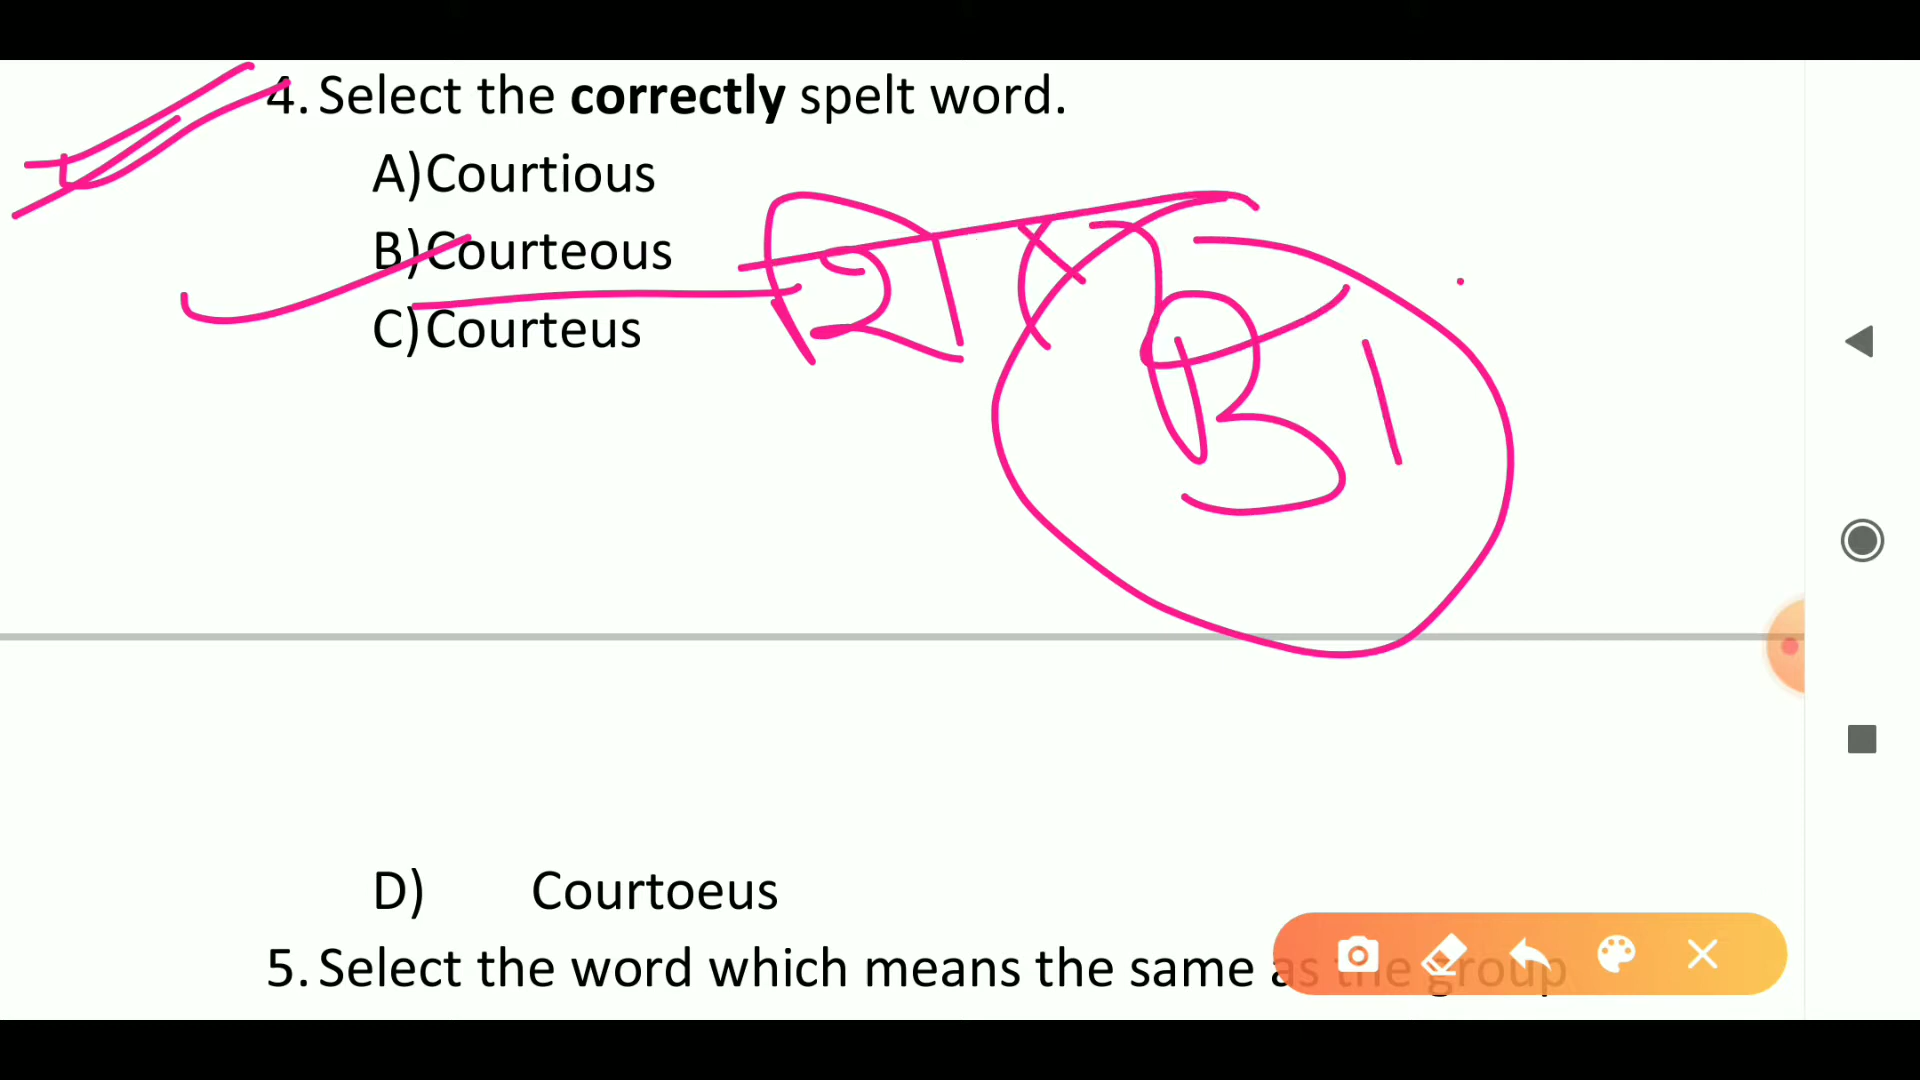 4. Select the correctly spelt word.
A) Courtious
B) Courteous
C) Courteus
B
D) Courtoeus
5. Select the word which means the same as the group